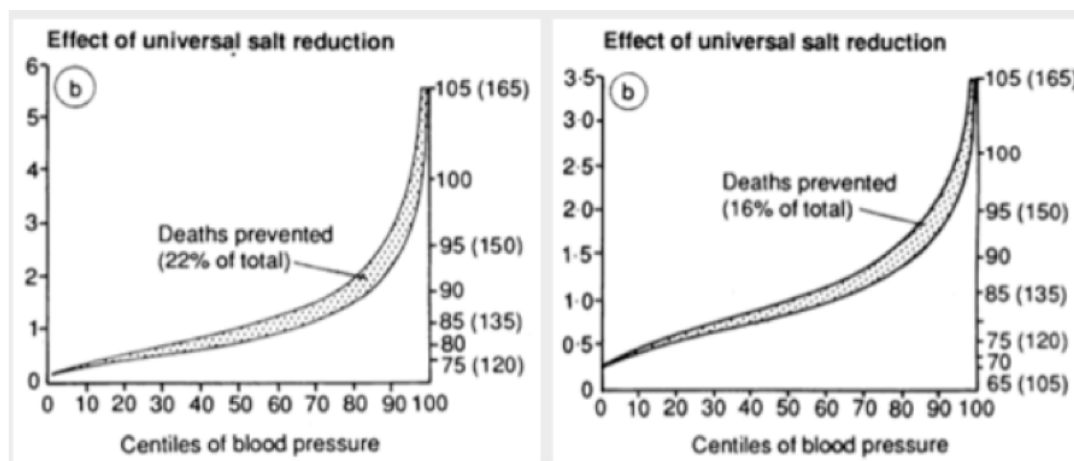 Effect of universal salt reduction
6
b
105 (165)
5
4
100
3
Deaths prevented
(22% of total)
95 (150)
2
90
1
85 (135)
80
75 (120)
0
0 10 20 30 40 50 60 70 80 90 100
Centiles of blood pressure
Effect of universal salt reduction
3·5
b
105 (165)
3·0
100
2·5
Deaths prevented
(16% of total)
2·0
95 (150)
1·5
90
1·0
85 (135)
0·5
75 (120)
70
65 (105)
0
0 10 20 30 40 50 60 70 80 90 100
Centiles of blood pressure